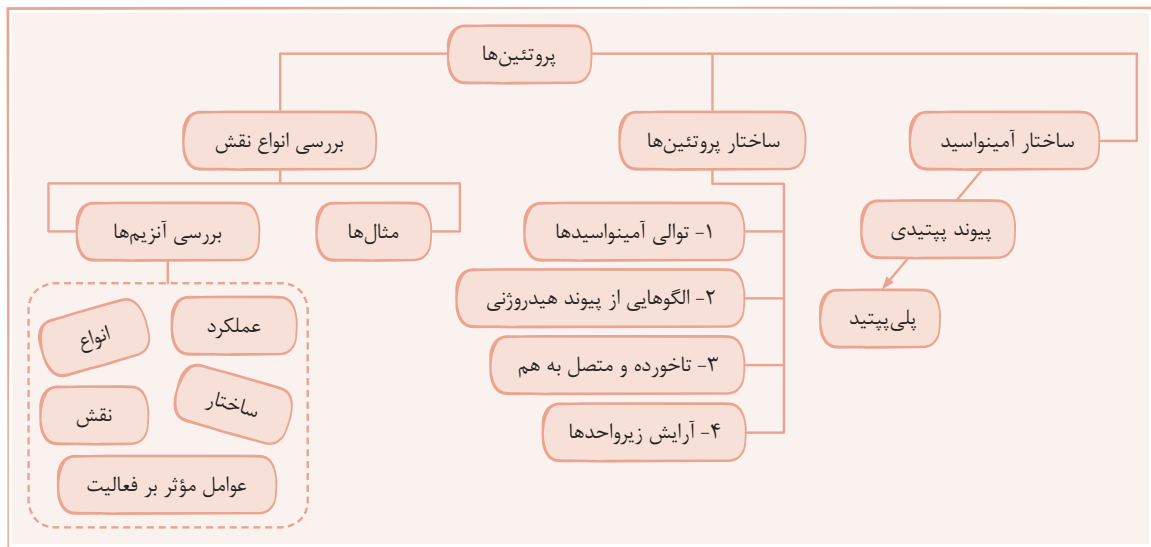 پروتئین‌ها
ساختار آمینواسید
ساختار پروتئین‌ها
بررسی انواع نقش
پیوند پپتیدی
پلی‌پپتید
۱- توالی آمینواسیدها
۲- الگوهایی از پیوند هیدروژنی
۳- تاخورده و متصل به هم
۴- آرایش زیرواحدها
مثال‌ها
بررسی آنزیم‌ها
عملکرد
انواع
ساختار
نقش
عوامل مؤثر بر فعالیت